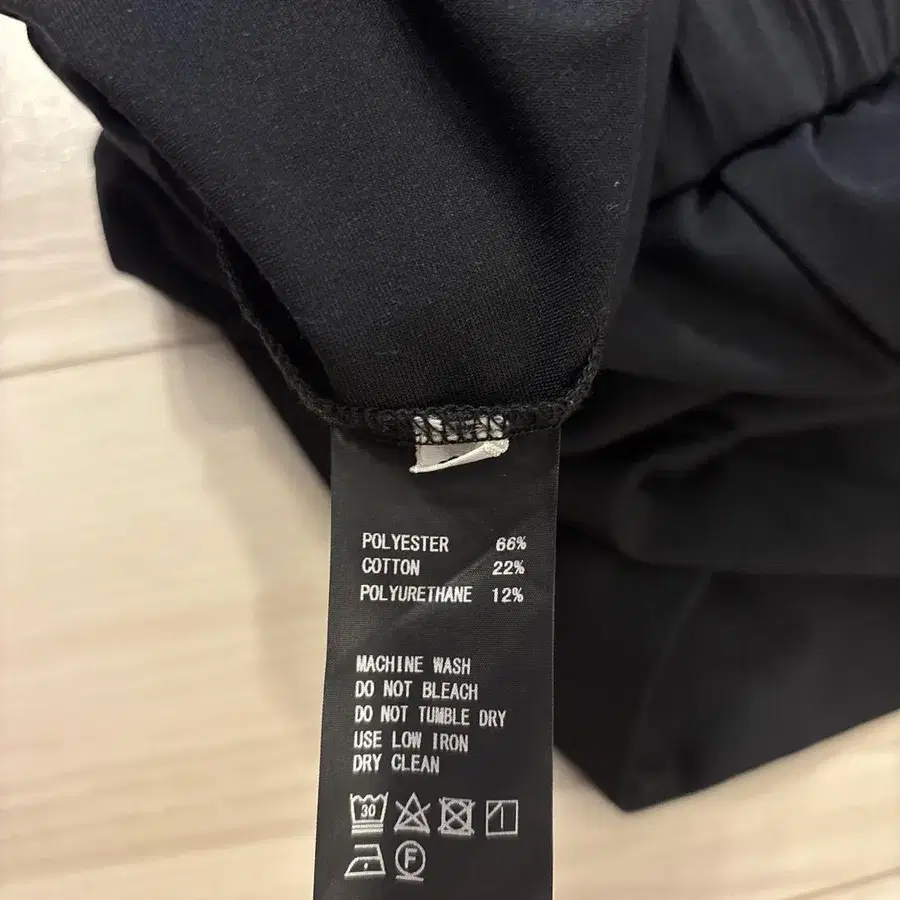 POLYESTER 66%
COTTON 22%
POLYURETHANE 12%
MACHINE WASH
DO NOT BLEACH
DO NOT TUMBLE DRY
USE LOW IRON
DRY CLEAN
30
F